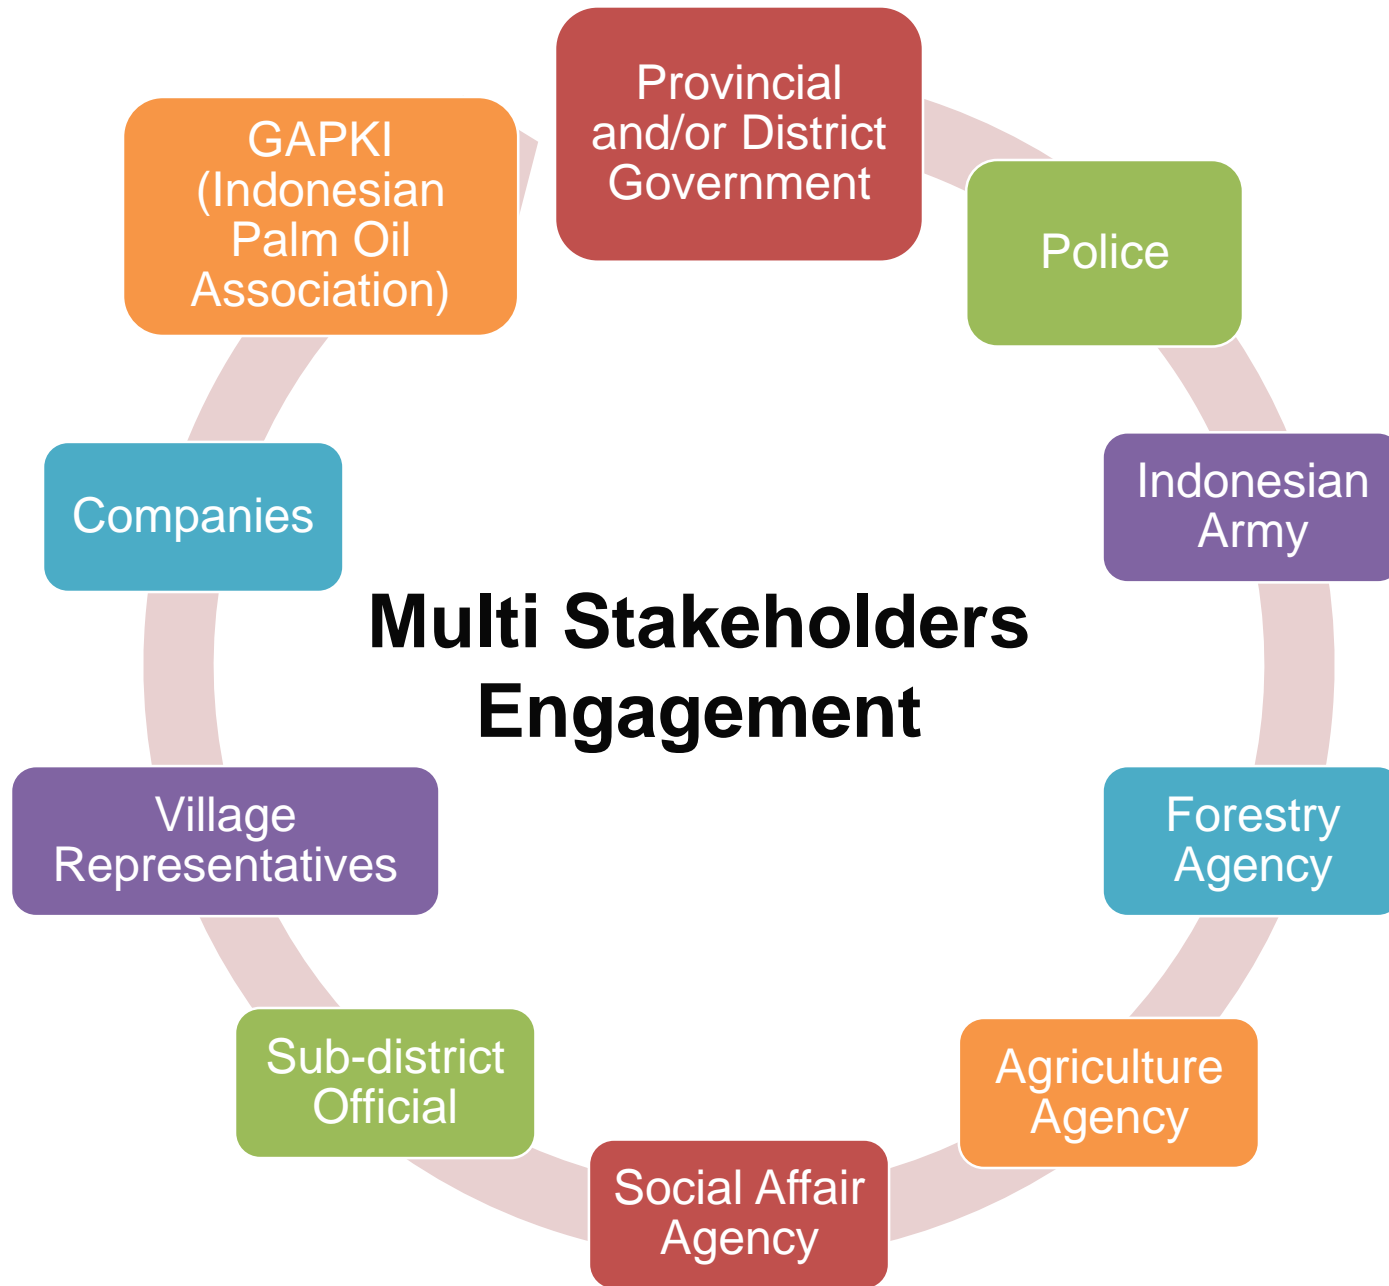 Provincial
and/or District
Government
Police
Indonesian
Army
Forestry
Agency
Agriculture
Agency
Social Affair
Agency
Sub-district
Official
Village
Representatives
Companies
GAPKI
(Indonesian
Palm Oil
Association)
Multi Stakeholders
Engagement